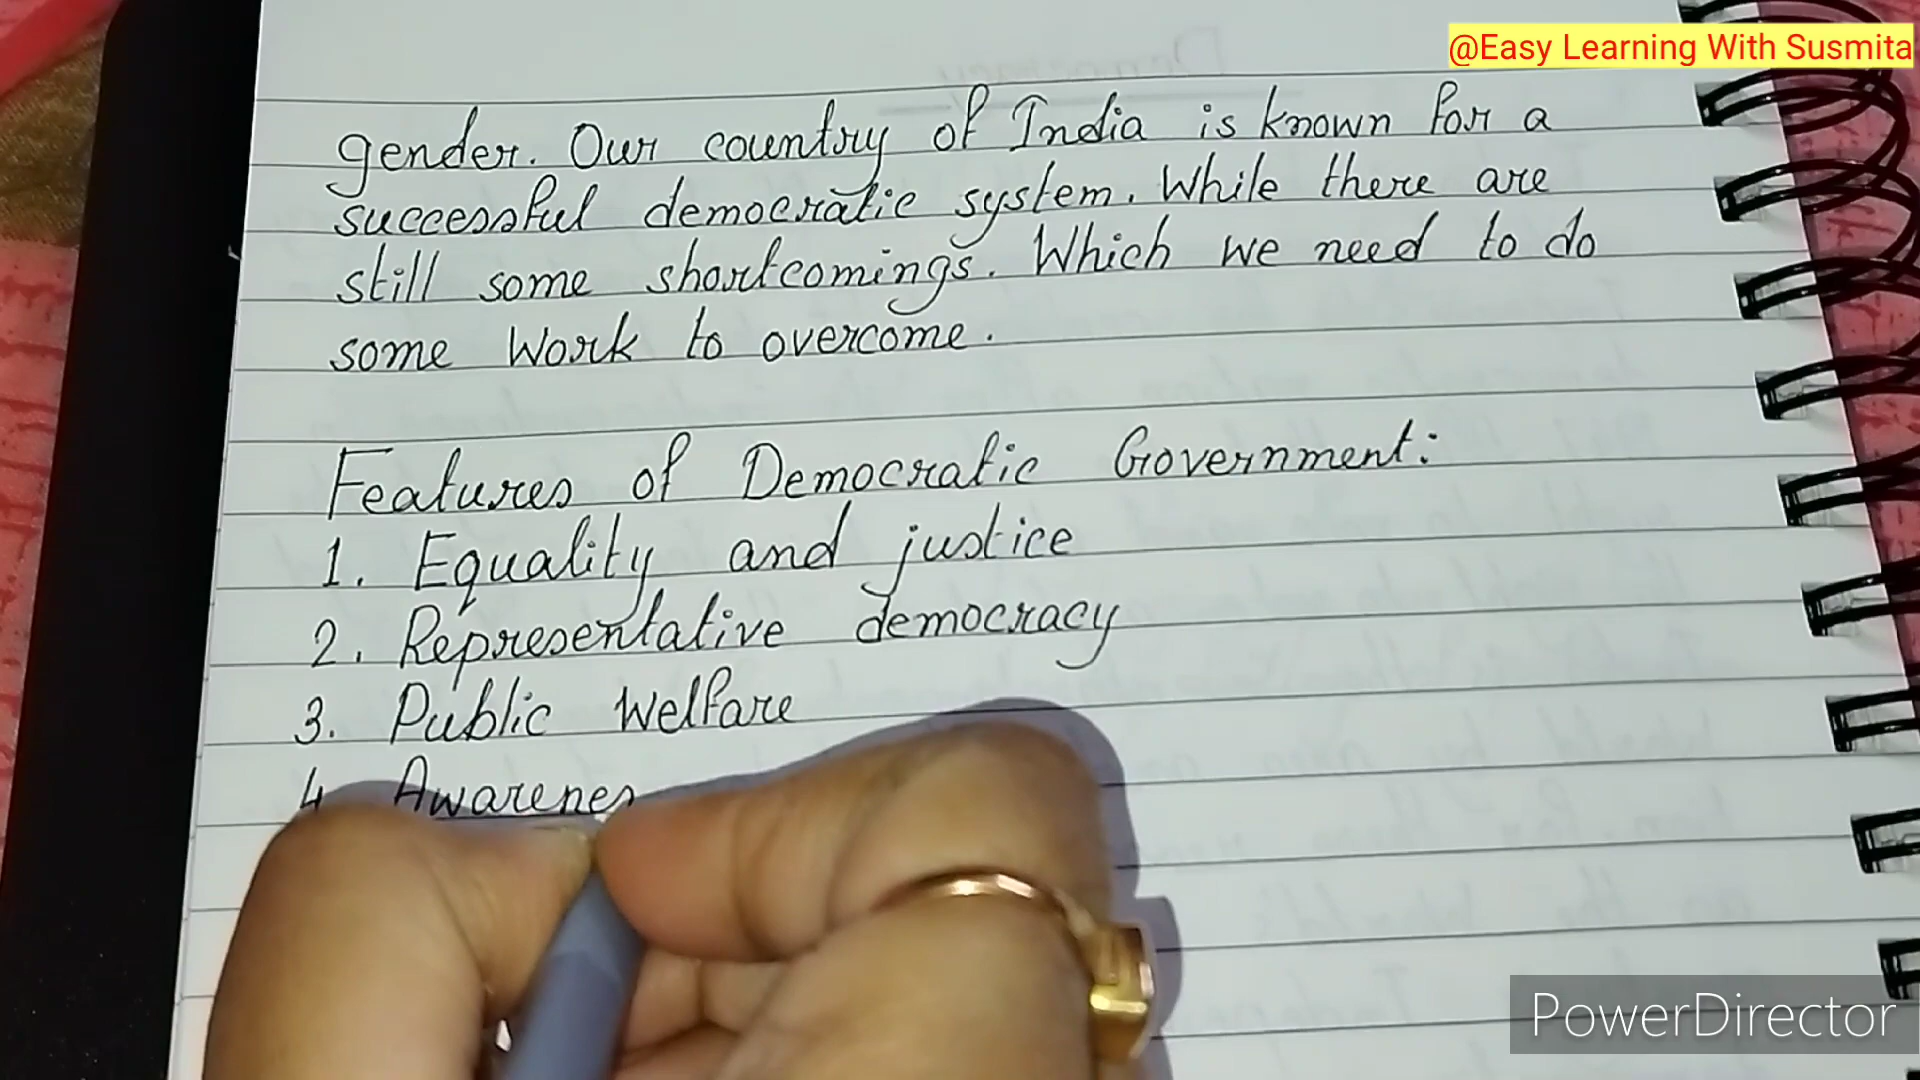 @Easy Learning With Susmita
gender. Our country of India is known for a
successful democratic system. While there are
still some shortcomings. Which we need to do
some Work to overcome.
Features of Democratic Government:
1. Equality and justice
2. Representative democracy
3. Public Welfare
4 Awarenes
PowerDirector